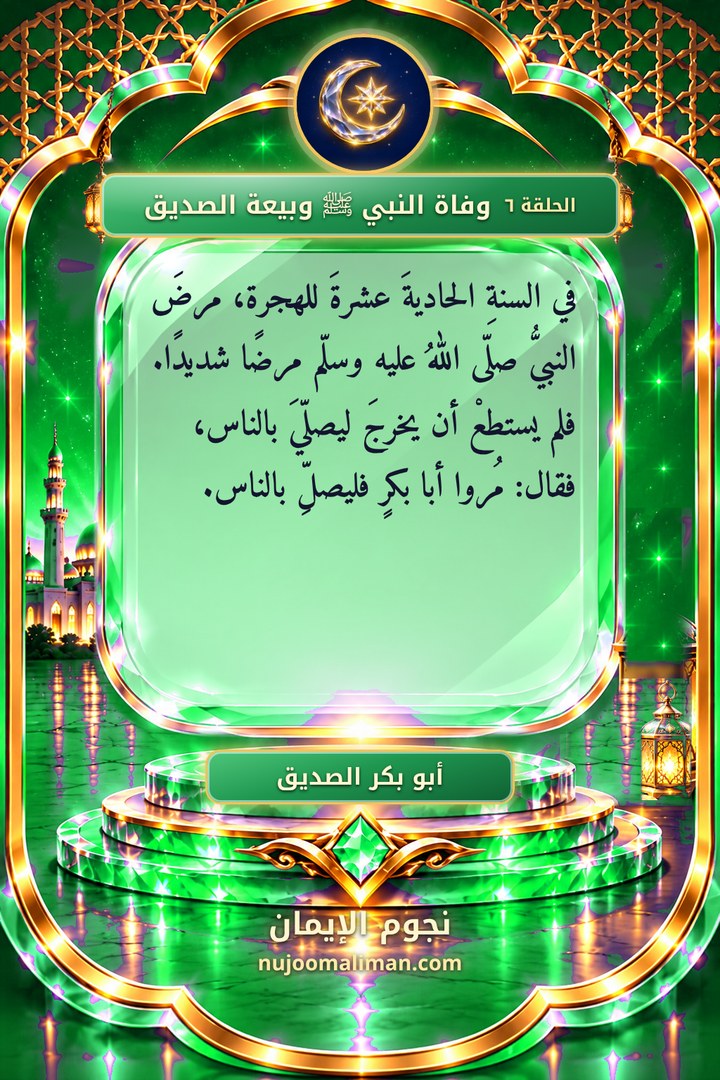 الحلقة ٦ وفاة النبي ﷺ وبيعة الصديق
في السنةِ الحاديةَ عشرةَ للهجرة، مرضَ
النبيُّ صلّى اللهُ عليه وسلّم مرضًا شديدًا.
فلم يستطعْ أن يخرجَ ليصلّيَ بالناس،
فقال: مُروا أبا بكرٍ فليصلِّ بالناس.
أبو بكر الصديق
نجوم الإيمان
nujoomaliman.com